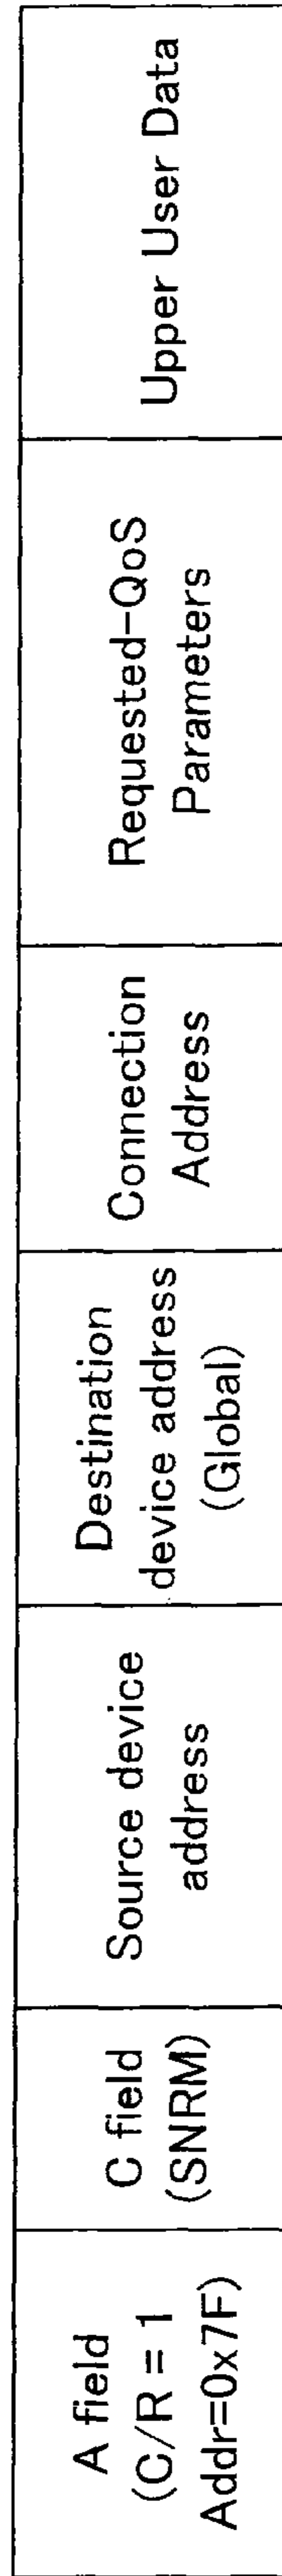 A field
(C/R = 1
Addr=0x7F)
C field
(SNRM)
Source device
address
Destination
device address
(Global)
Connection
Address
Requested-QoS
Parameters
Upper User Data